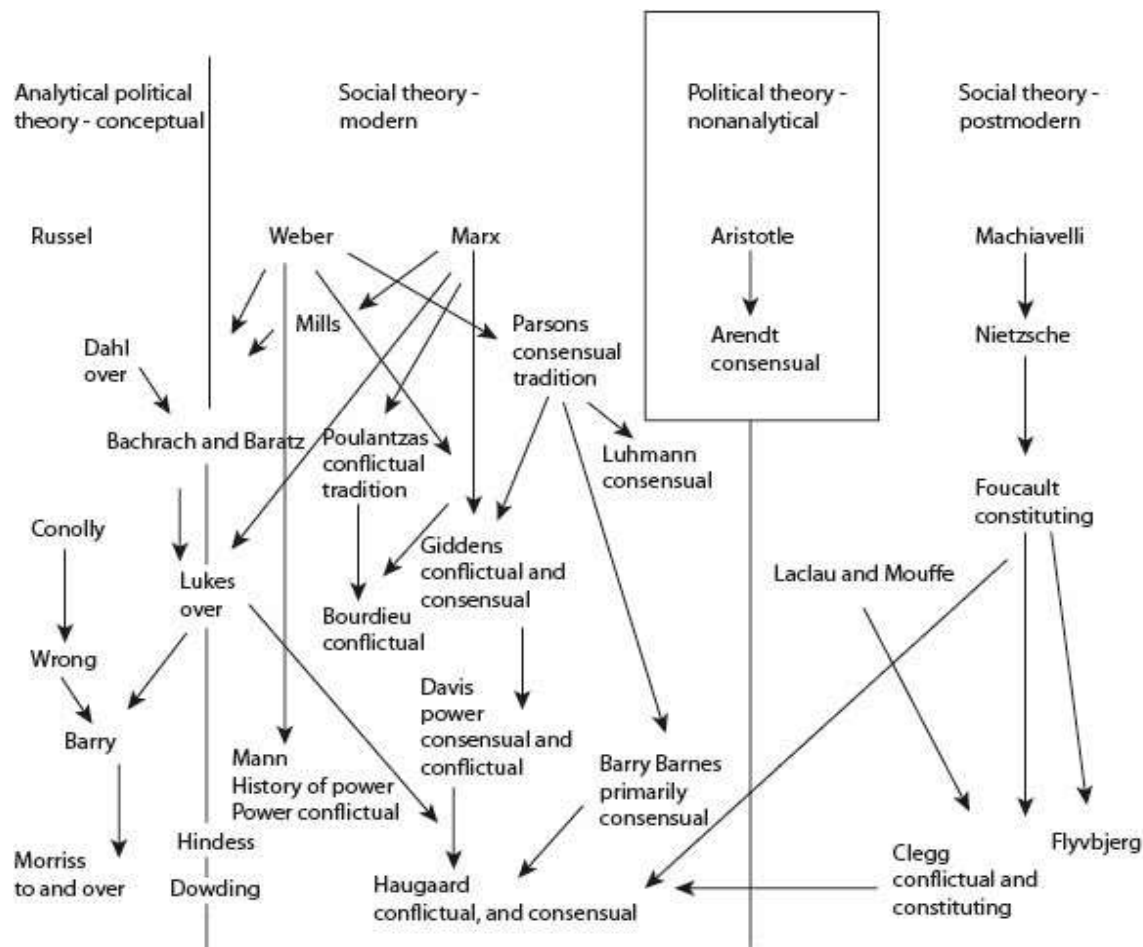 Analytical political
theory - conceptual
Social theory -
modern
Political theory -
nonanalytical
Social theory -
postmodern
Russel
Weber
Marx
Aristotle
Machiavelli
Mills
Dahl
over
Parsons
consensual
tradition
Arendt
consensual
Nietzsche
Bachrach and Baratz
Poulantzas
conflictual
tradition
Luhmann
consensual
Foucault
constituting
Conolly
Lukes
over
Giddens
conflictual and
consensual
Laclau and Mouffe
Bourdieu
conflictual
Wrong
Davis
power
consensual and
conflictual
Barry
Mann
History of power
Power conflictual
Barry Barnes
primarily
consensual
Hindess
Flyvbjerg
Morriss
to and over
Dowding
Haugaard
conflictual, and consensual
Clegg
conflictual and
constituting